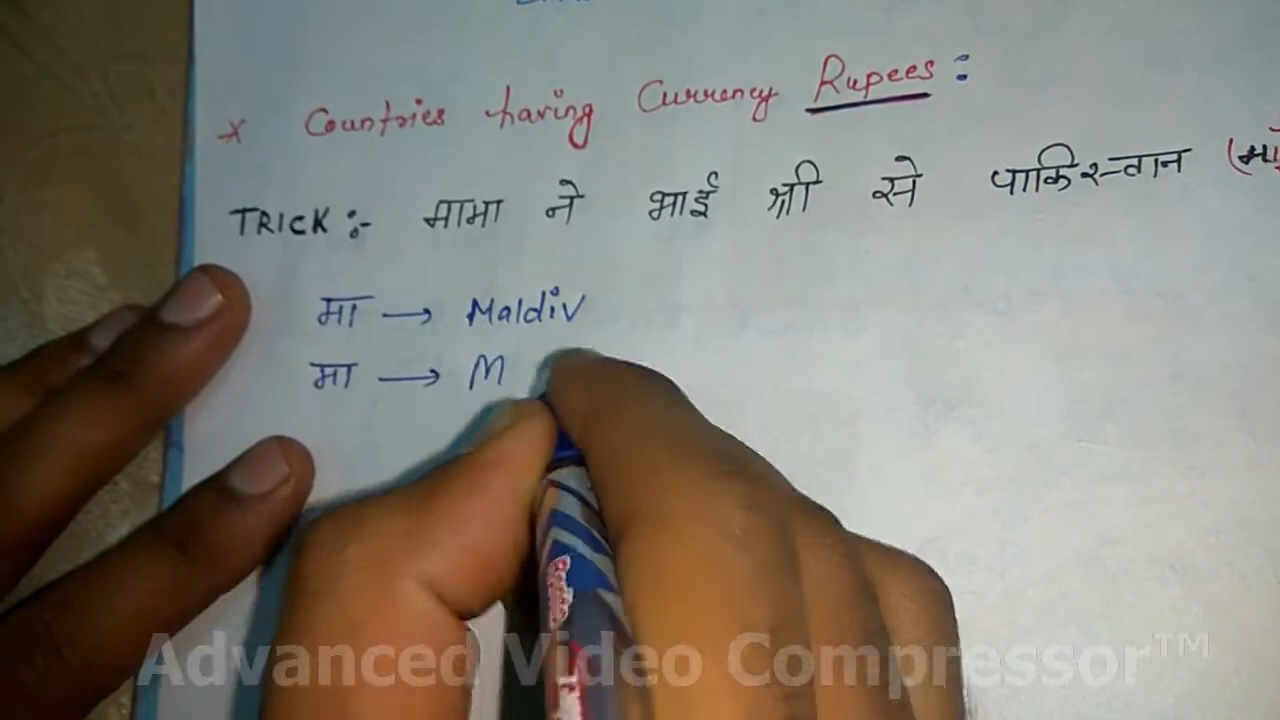 * Countries having Currency Rupees :
TRICK :- मामा ने भाई श्री से पाकिस्तान (मा
मा → Maldiv
मा → M
Advanced Video Compressor™